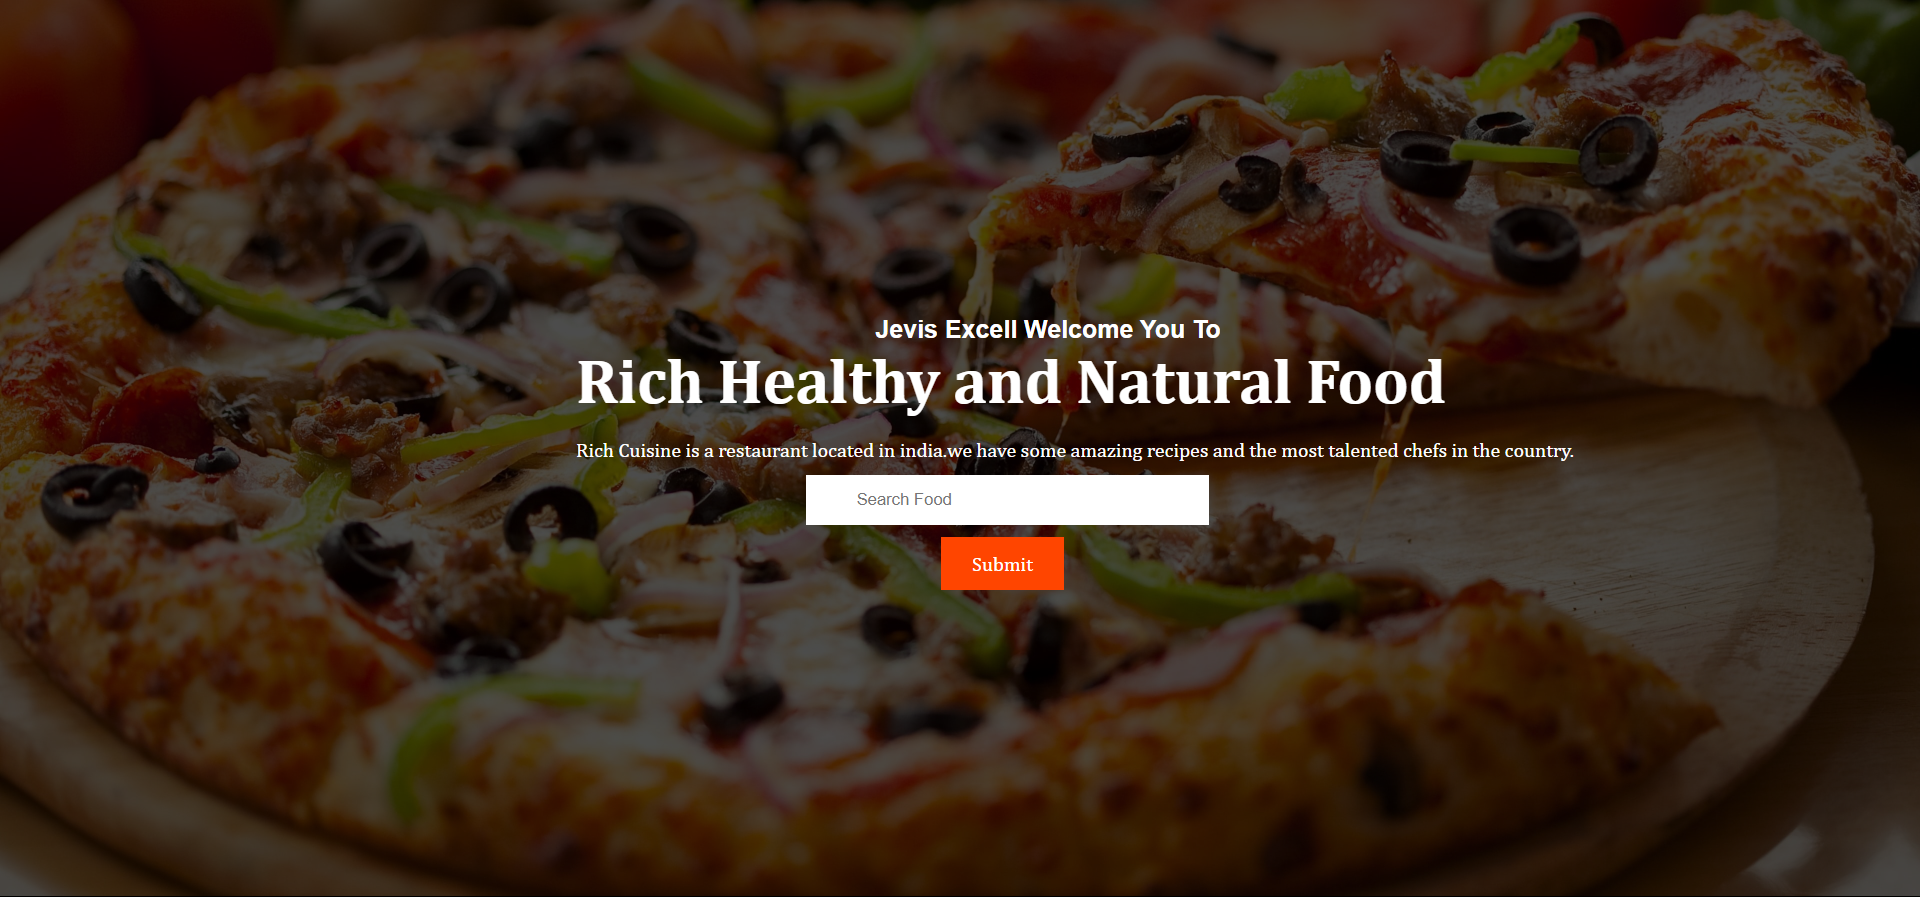 Jevis Excell Welcome You To
Rich Healthy and Natural Food
Rich Cuisine is a restaurant located in india.we have some amazing recipes and the most talented chefs in the country.
Search Food
Submit